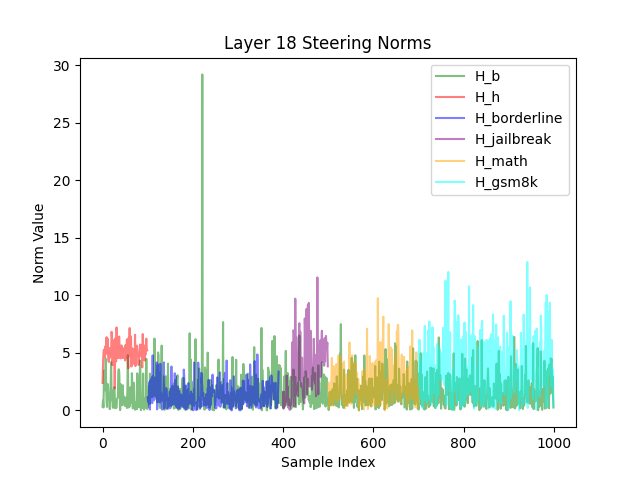 Layer 18 Steering Norms
30
25
20
15
10
5
0
Norm Value
H_b
H_h
H_borderline
H_jailbreak
H_math
H_gsm8k
0 200 400 600 800 1000
Sample Index